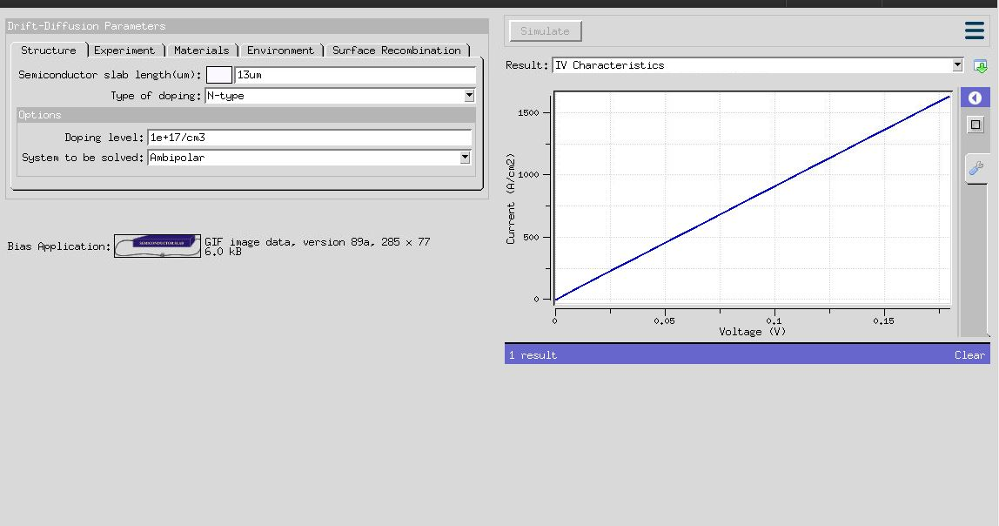 Drift-Diffusion Parameters
Structure Experiment Materials Environment Surface Recombination
Semiconductor slab length(um): 13um
Type of doping: N-type
Options
Doping level: 1e+17/cm3
System to be solved: Ambipolar
Bias Application: SEMICONDUCTOR SLAB GIF image data, version 89a, 285 x 77
6.0 kB
Simulate
Result: IV Characteristics
Current (A/cm2)
1500
1000
500
0
0 0.05 0.1 0.15
Voltage (V)
1 result Clear